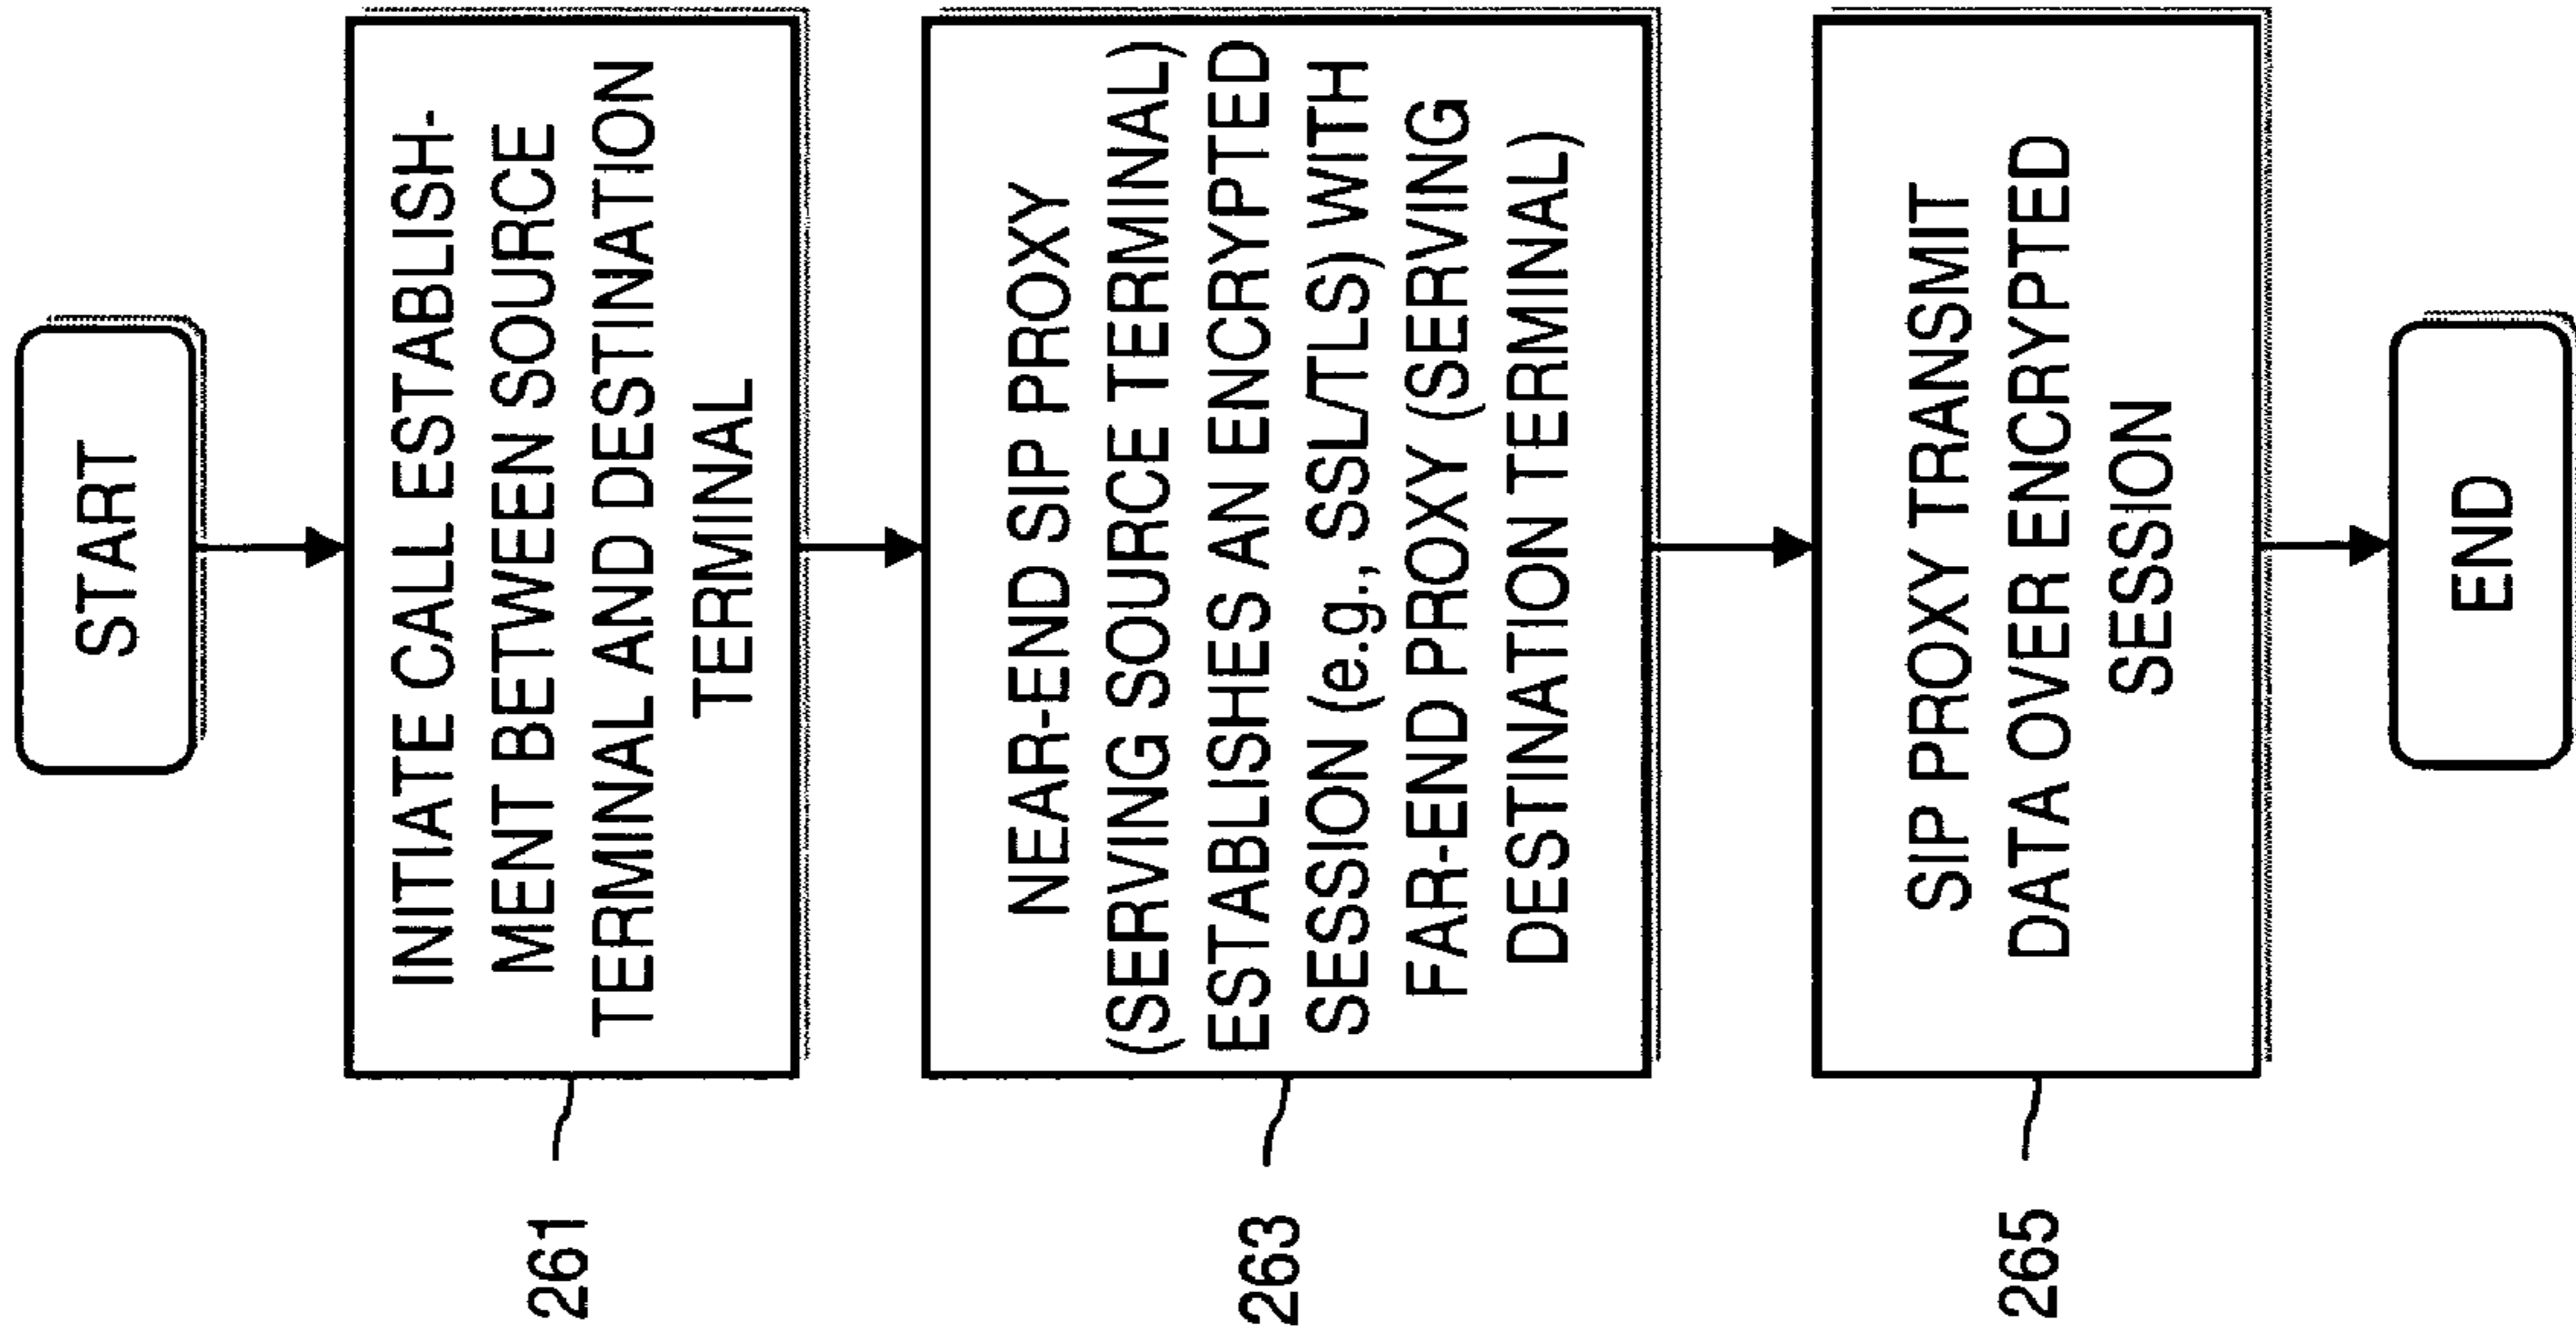 START
INITIATE CALL ESTABLISH-
MENT BETWEEN SOURCE
TERMINAL AND DESTINATION
TERMINAL
261
NEAR-END SIP PROXY
(SERVING SOURCE TERMINAL)
ESTABLISHES AN ENCRYPTED
SESSION (e.g., SSL/TLS) WITH
FAR-END PROXY (SERVING
DESTINATION TERMINAL)
263
SIP PROXY TRANSMIT
DATA OVER ENCRYPTED
SESSION
265
END